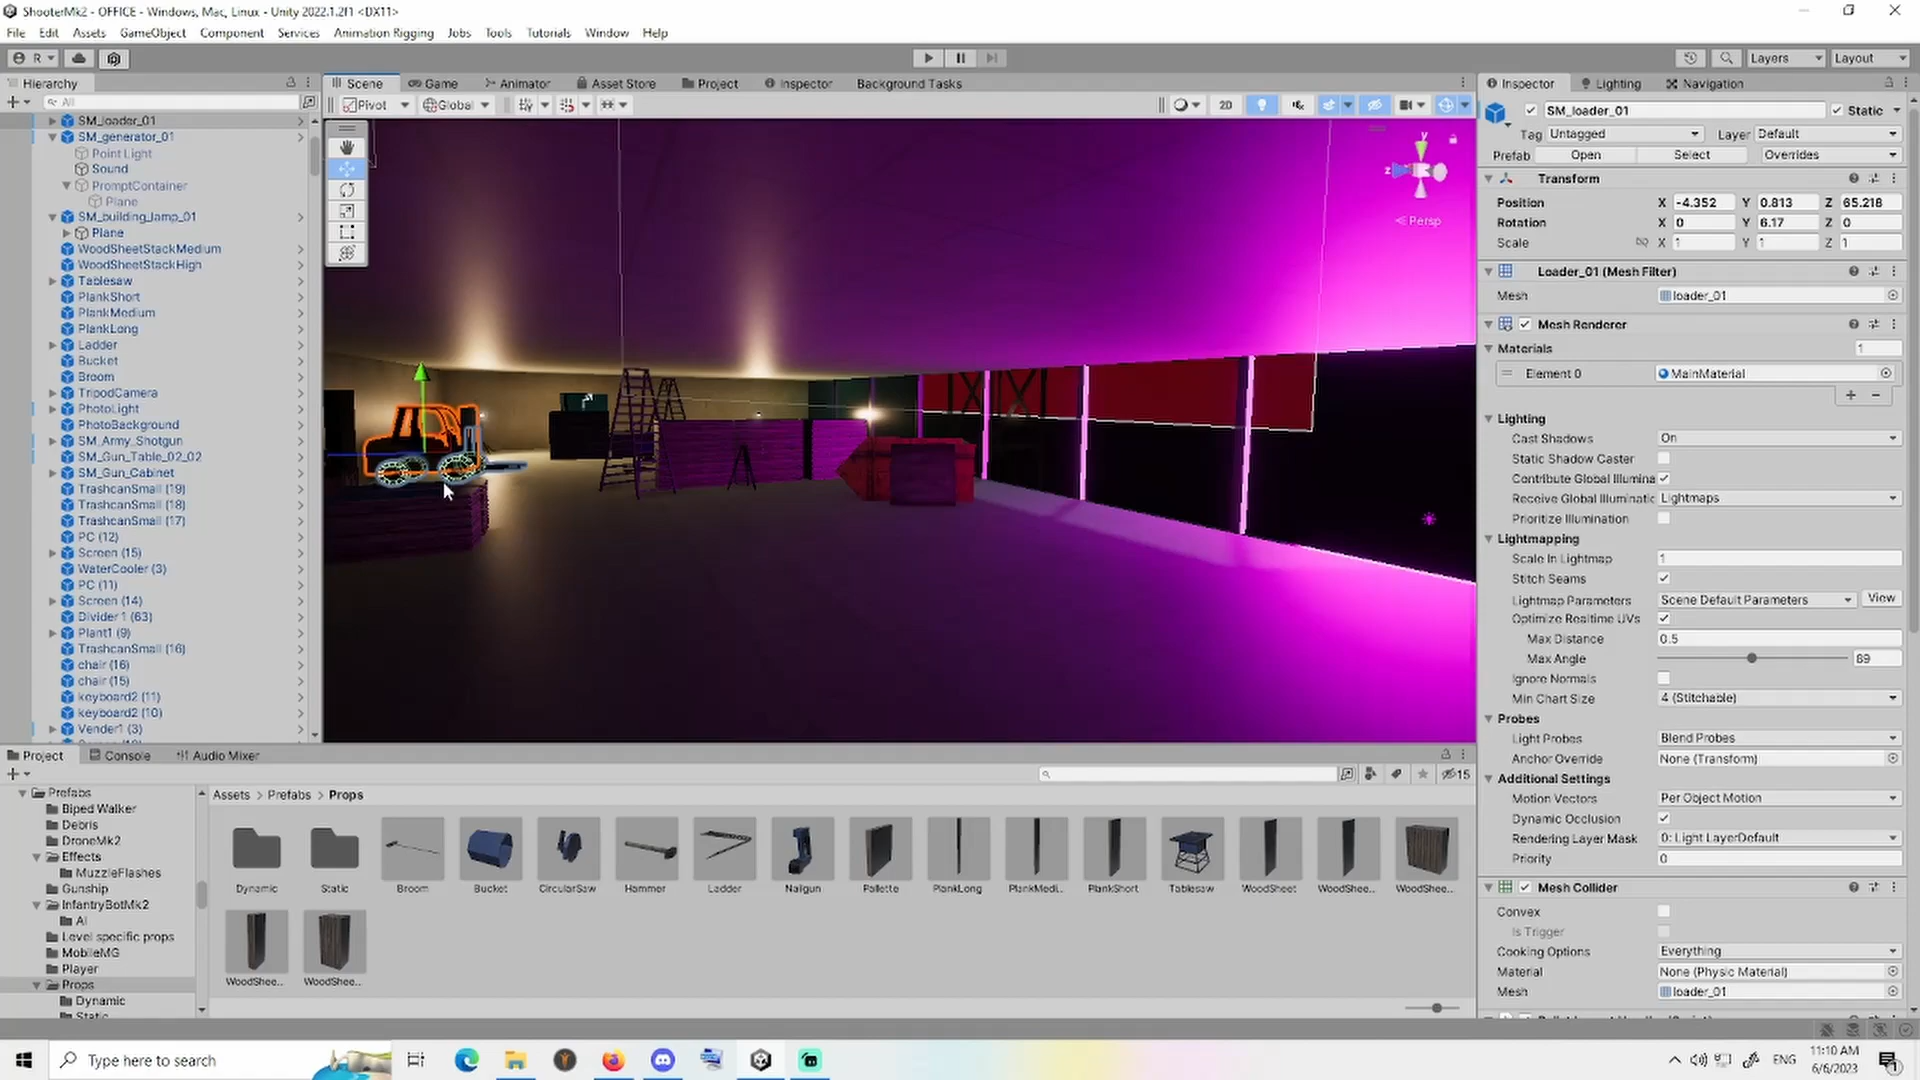 ShooterMk2 - OFFICE - Windows, Mac, Linux - Unity 2022.1.2f1 <DX11>
File Edit Assets GameObject Component Services Animation Rigging Jobs Tools Tutorials Window Help
R Layers Layout
Hierarchy Scene Game Animator Asset Store Project Inspector Background Tasks Inspector Lighting Navigation
All Pivot Global 2D
SM_loader_01 Static
Tag Untagged Layer Default
Prefab Open Select Overrides
SM_loader_01
SM_generator_01
Point Light
Sound
PromptContainer
Plane
SM_building_lamp_01
Plane
WoodSheetStackMedium
WoodSheetStackHigh
Tablesaw
PlankShort
PlankMedium
PlankLong
Ladder
Bucket
Broom
TripodCamera
PhotoLight
PhotoBackground
SM_Army_Shotgun
SM_Gun_Table_02_02
SM_Gun_Cabinet
TrashcanSmall (19)
TrashcanSmall (18)
TrashcanSmall (17)
PC (12)
Screen (15)
WaterCooler (3)
PC (11)
Screen (14)
Divider1 (63)
Plant1 (9)
TrashcanSmall (16)
chair (16)
chair (15)
keyboard2 (11)
keyboard2 (10)
Vender1 (3)
y
z
Persp
Transform
Position X -4.352 Y 0.813 Z 65.218
Rotation X 0 Y 6.17 Z 0
Scale X 1 Y 1 Z 1
Loader_01 (Mesh Filter)
Mesh loader_01
Mesh Renderer
Materials 1
Element 0 MainMaterial
Lighting
Cast Shadows On
Static Shadow Caster
Contribute Global Illumina
Receive Global Illuminatic Lightmaps
Prioritize Illumination
Lightmapping
Scale In Lightmap 1
Stitch Seams
Lightmap Parameters Scene Default Parameters View
Optimize Realtime UVs
Max Distance 0.5
Max Angle 89
Ignore Normals
Min Chart Size 4 (Stitchable)
Probes
Light Probes Blend Probes
Anchor Override None (Transform)
Additional Settings
Motion Vectors Per Object Motion
Dynamic Occlusion
Rendering Layer Mask 0: Light LayerDefault
Priority 0
Mesh Collider
Convex
Is Trigger
Cooking Options Everything
Material None (Physic Material)
Mesh loader_01
Project Console Audio Mixer
15
Prefabs
Biped Walker
Debris
DroneMk2
Effects
MuzzleFlashes
Gunship
InfantryBotMk2
AI
Level specific props
MobileMG
Player
Props
Dynamic
Static
Assets > Prefabs > Props
Dynamic Static Broom Bucket CircularSaw Hammer Ladder Nailgun Pallette PlankLong PlankMedi... PlankShort Tablesaw WoodSheet WoodShee... WoodShee...
WoodShee... WoodShee...
Type here to search
ENG
11:10 AM
6/6/2023
1